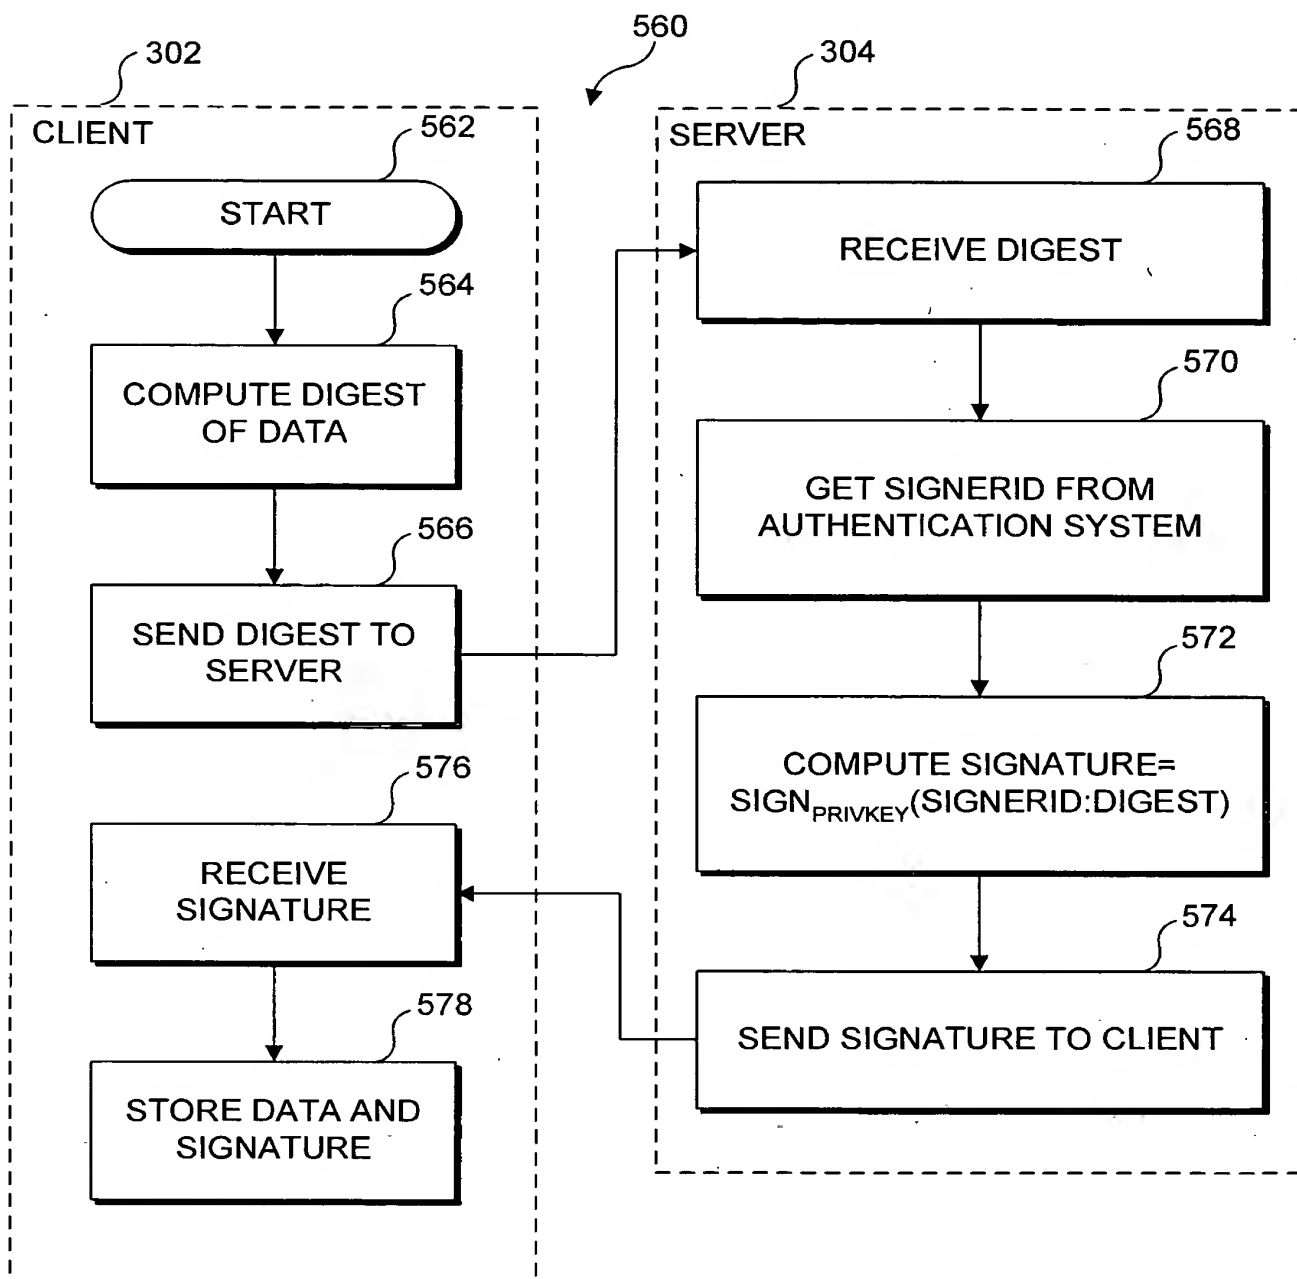 560
302
CLIENT
562
START
564
COMPUTE DIGEST
OF DATA
566
SEND DIGEST TO
SERVER
304
SERVER
568
RECEIVE DIGEST
570
GET SIGNERID FROM
AUTHENTICATION SYSTEM
572
COMPUTE SIGNATURE=
SIGN_PRIVKEY(SIGNERID:DIGEST)
574
SEND SIGNATURE TO CLIENT
576
RECEIVE
SIGNATURE
578
STORE DATA AND
SIGNATURE